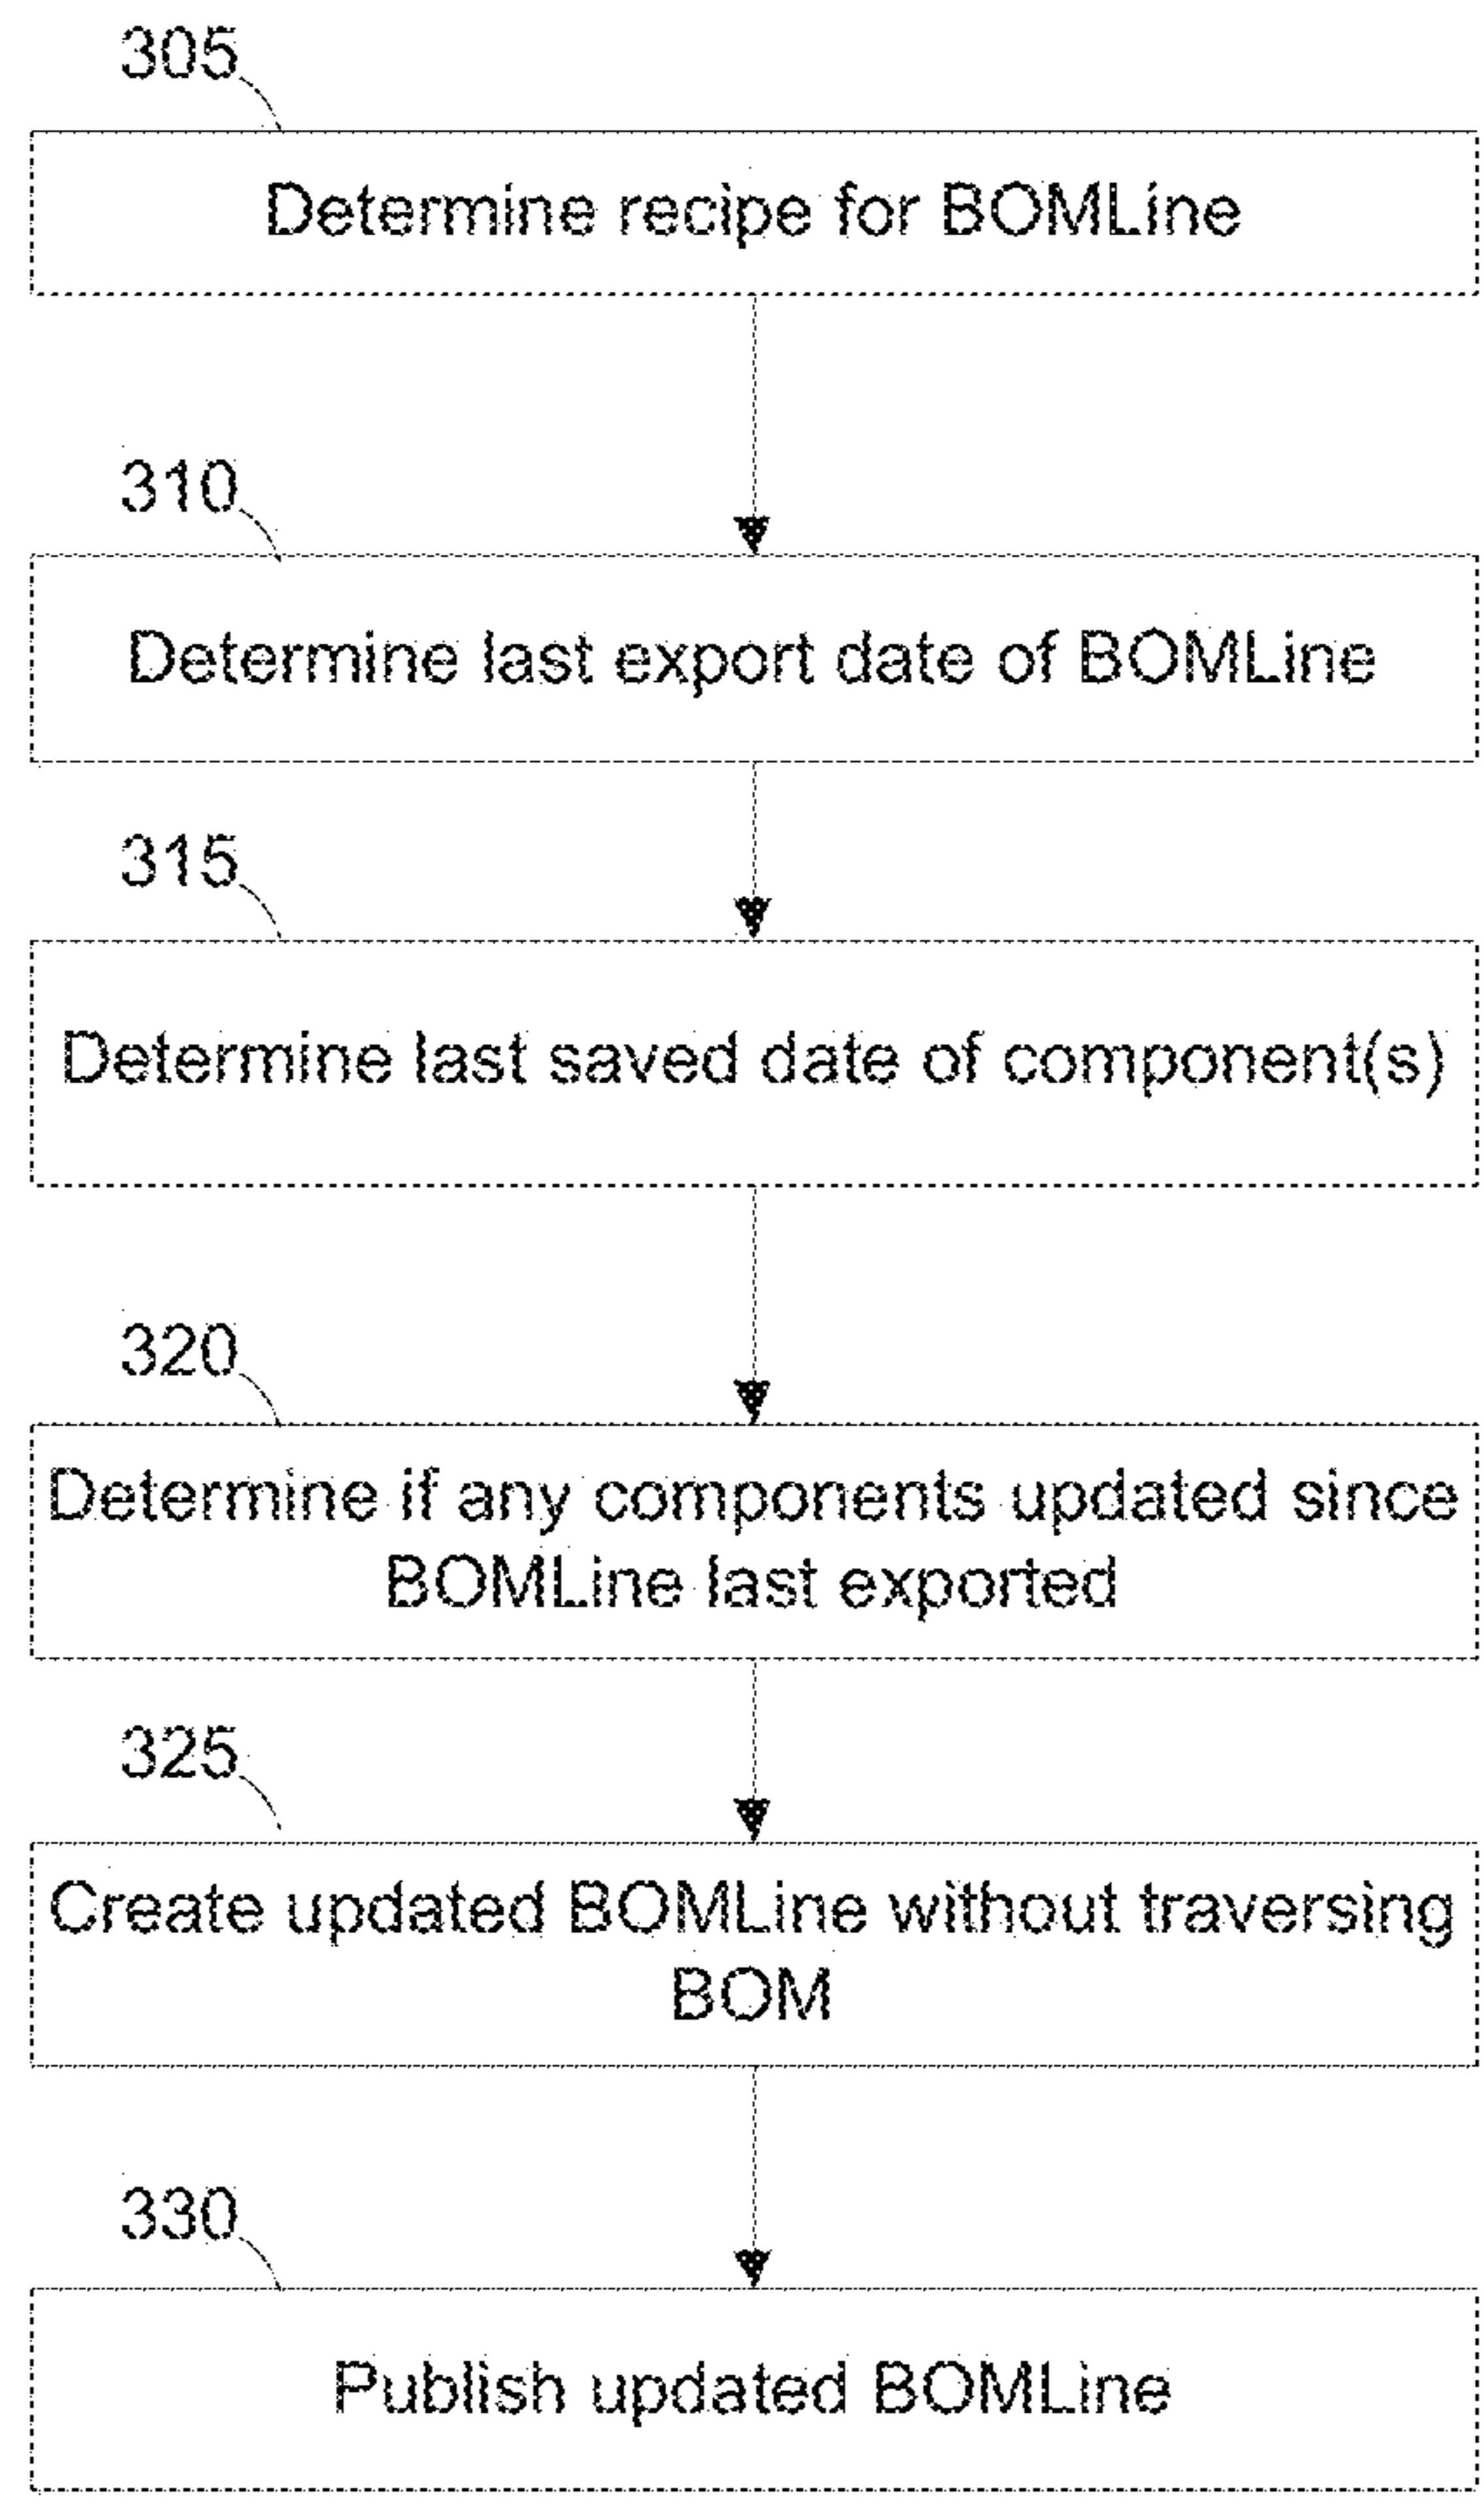 305
Determine recipe for BOMLine
310
Determine last export date of BOMLine
315
Determine last saved date of component(s)
320
Determine if any components updated since
BOMLine last exported
325
Create updated BOMLine without traversing
BOM
330
Publish updated BOMLine